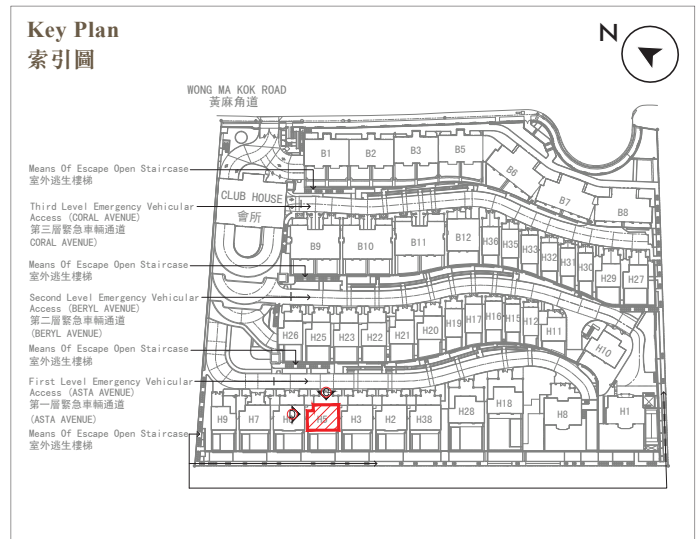 Key Plan
索引圖
N
WONG MA KOK ROAD
黃麻角道
Means Of Escape Open Staircase
室外逃生樓梯
Third Level Emergency Vehicular
Access (CORAL AVENUE)
第三層緊急車輛通道
CORAL AVENUE)
Means Of Escape Open Staircase
室外逃生樓梯
Second Level Emergency Vehicular
Access (BERYL AVENUE)
第二層緊急車輛通道
(BERYL AVENUE)
Means Of Escape Open Staircase
室外逃生樓梯
First Level Emergency Vehicular
Access (ASTA AVENUE)
第一層緊急車輛通道
(ASTA AVENUE)
Means Of Escape Open Staircase
室外逃生樓梯
CLUB HOUSE
會所
B1 B2 B3 B5 B6 B7 B8
B9 B10 B11 B12 H36 H35 H33 H32 H31 H30 H29 H27
H26 H25 H23 H22 H21 H20 H19 H17 H16 H15 H12 H11 H10
H9 H7 H6 H5 H3 H2 H38 H28 H18 H8 H1